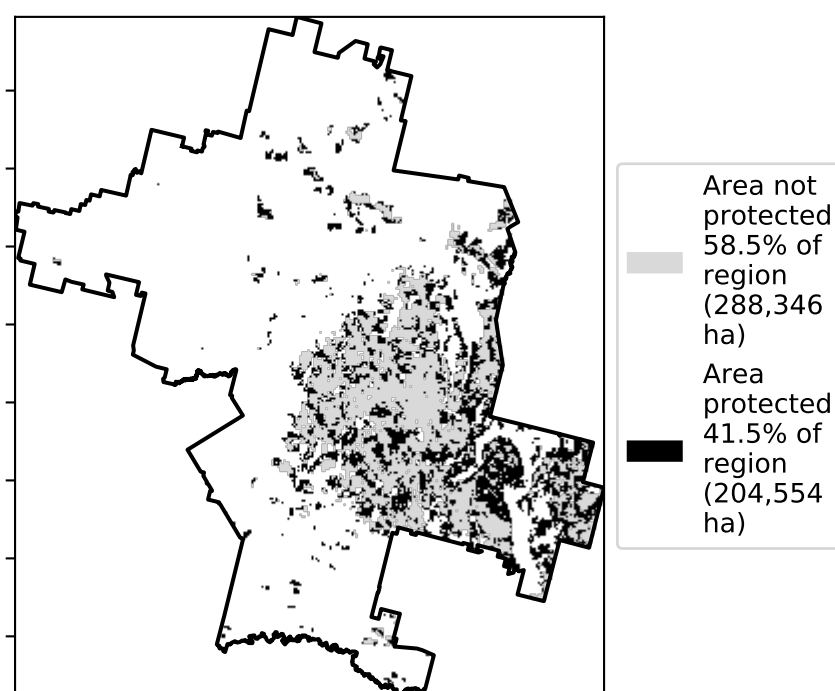 Area not
protected
58.5% of
region
(288,346
ha)
Area
protected
41.5% of
region
(204,554
ha)